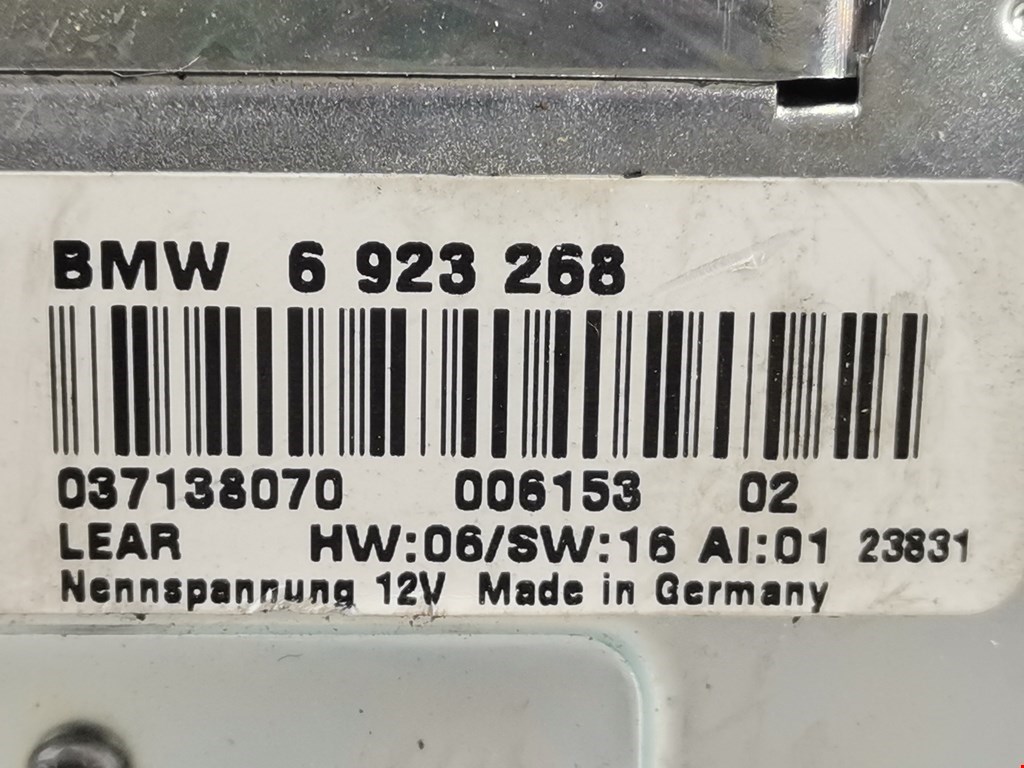 BMW 6 923 268
037138070 006153 02
LEAR HW:06/SW:16 AI:01 23831
Nennspannung 12V Made in Germany